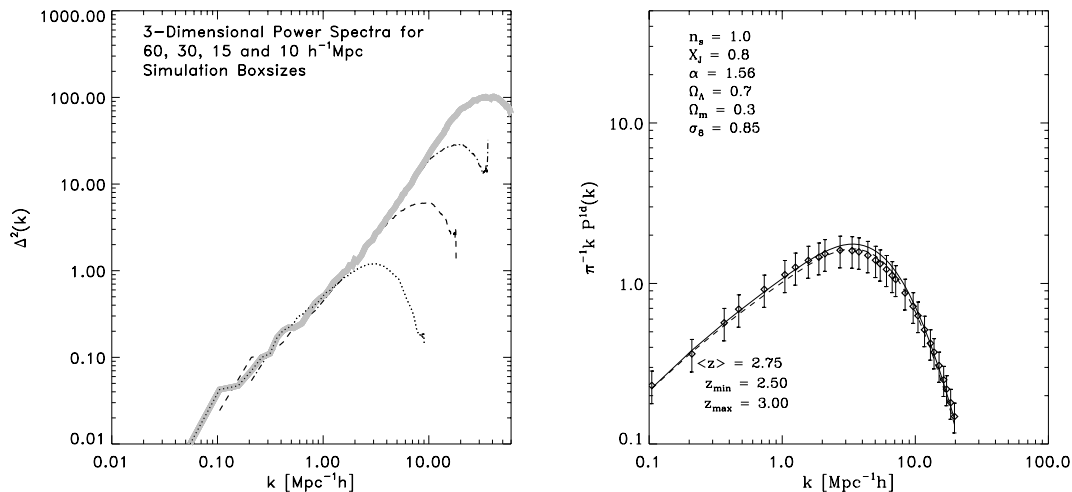 3-Dimensional Power Spectra for
60, 30, 15 and 10 h⁻¹Mpc
Simulation Boxsizes
1000.00
100.00
10.00
1.00
0.10
0.01
Δ²(k)
0.01 0.10 1.00 10.00
k [Mpc⁻¹h]
n_s = 1.0
X_J = 0.8
α = 1.56
Ω_Λ = 0.7
Ω_m = 0.3
σ_8 = 0.85
10.0
1.0
0.1
π⁻¹k P¹ᵈ(k)
<z> = 2.75
z_min = 2.50
z_max = 3.00
0.1 1.0 10.0 100.0
k [Mpc⁻¹h]